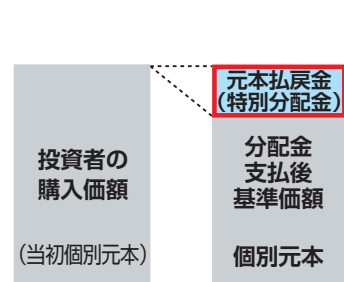 投資者の
購入価額
(当初個別元本)
元本払戻金
(特別分配金)
分配金
支払後
基準価額
個別元本